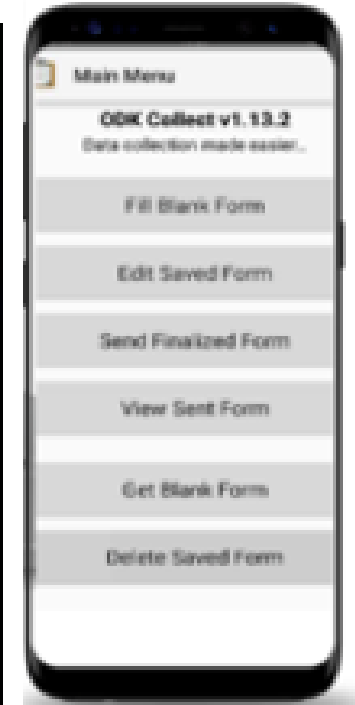 Main Menu
ODK Collect v1.13.2
Data collection made easier...
Fill Blank Form
Edit Saved Form
Send Finalized Form
View Sent Form
Get Blank Form
Delete Saved Form